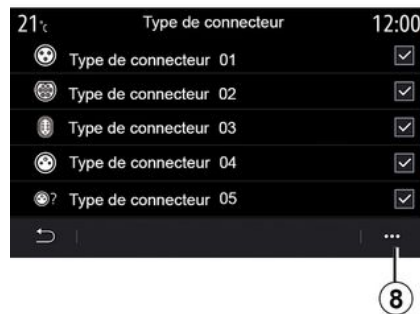 21°c Type de connecteur 12:00
Type de connecteur 01
Type de connecteur 02
Type de connecteur 03
Type de connecteur 04
? Type de connecteur 05
...
8